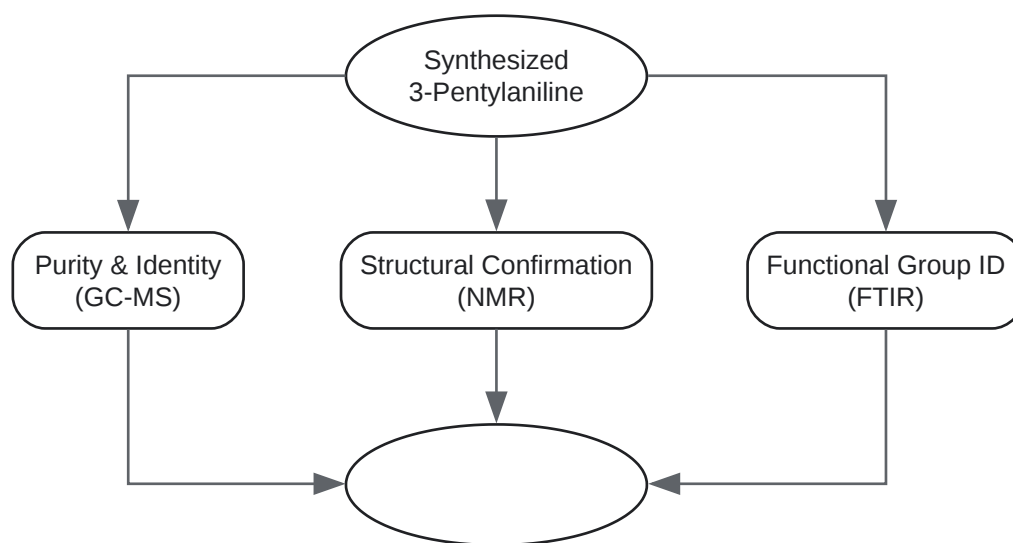 Synthesized
3-Pentylaniline
Purity & Identity
(GC-MS)
Structural Confirmation
(NMR)
Functional Group ID
(FTIR)